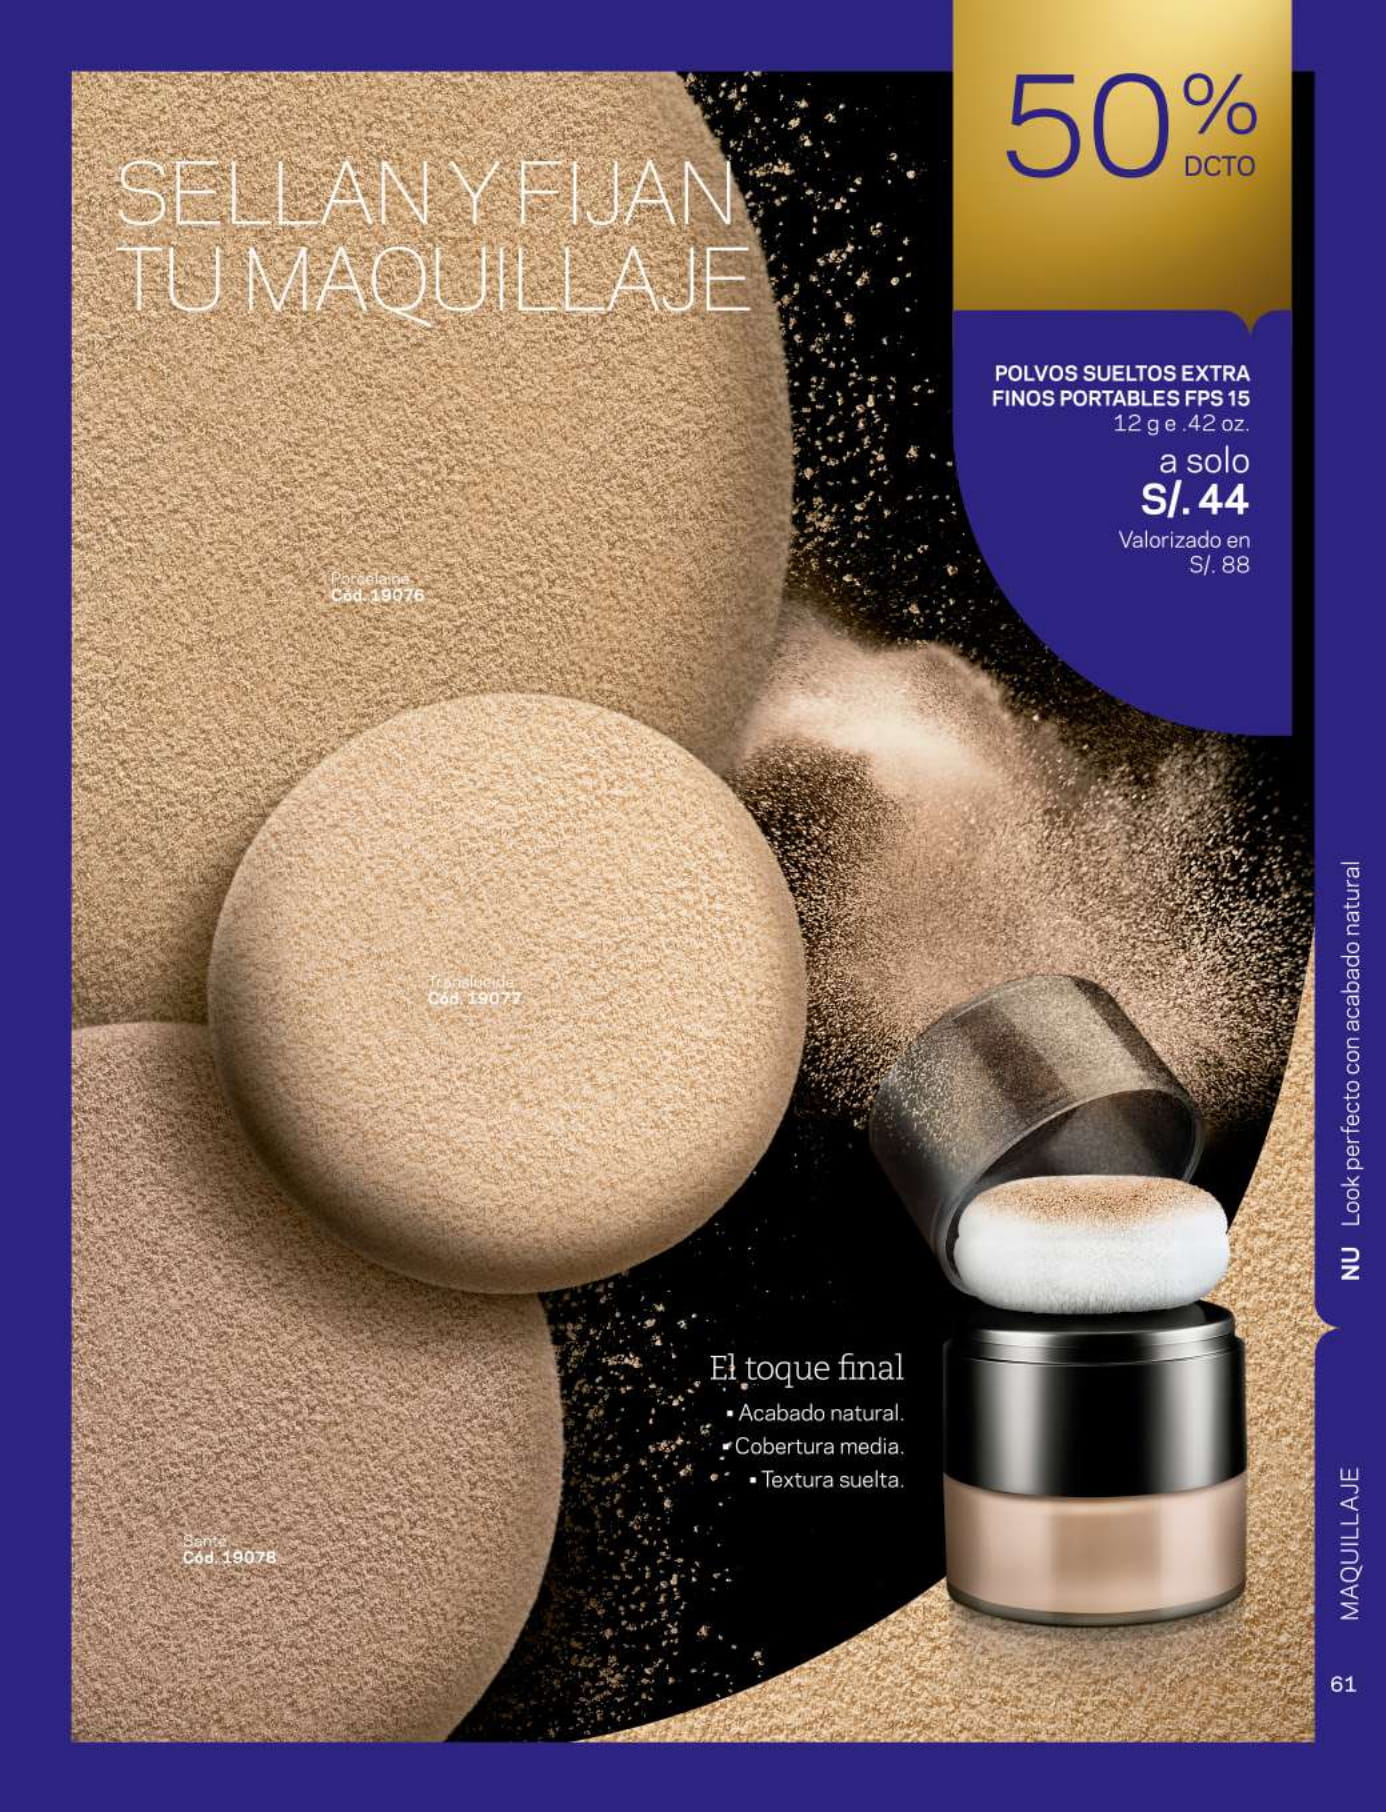 SELLAN Y FIJAN
TU MAQUILLAJE
50%
DCTO
POLVOS SUELTOS EXTRA
FINOS PORTABLES FPS 15
12 g e .42 oz.
a solo
S/. 44
Valorizado en
S/. 88
Porcelaine
Cód. 19076
Translucide
Cód. 19077
Santé
Cód. 19078
El toque final
▪ Acabado natural.
▪ Cobertura media.
▪ Textura suelta.
NU Look perfecto con acabado natural
MAQUILLAJE
61